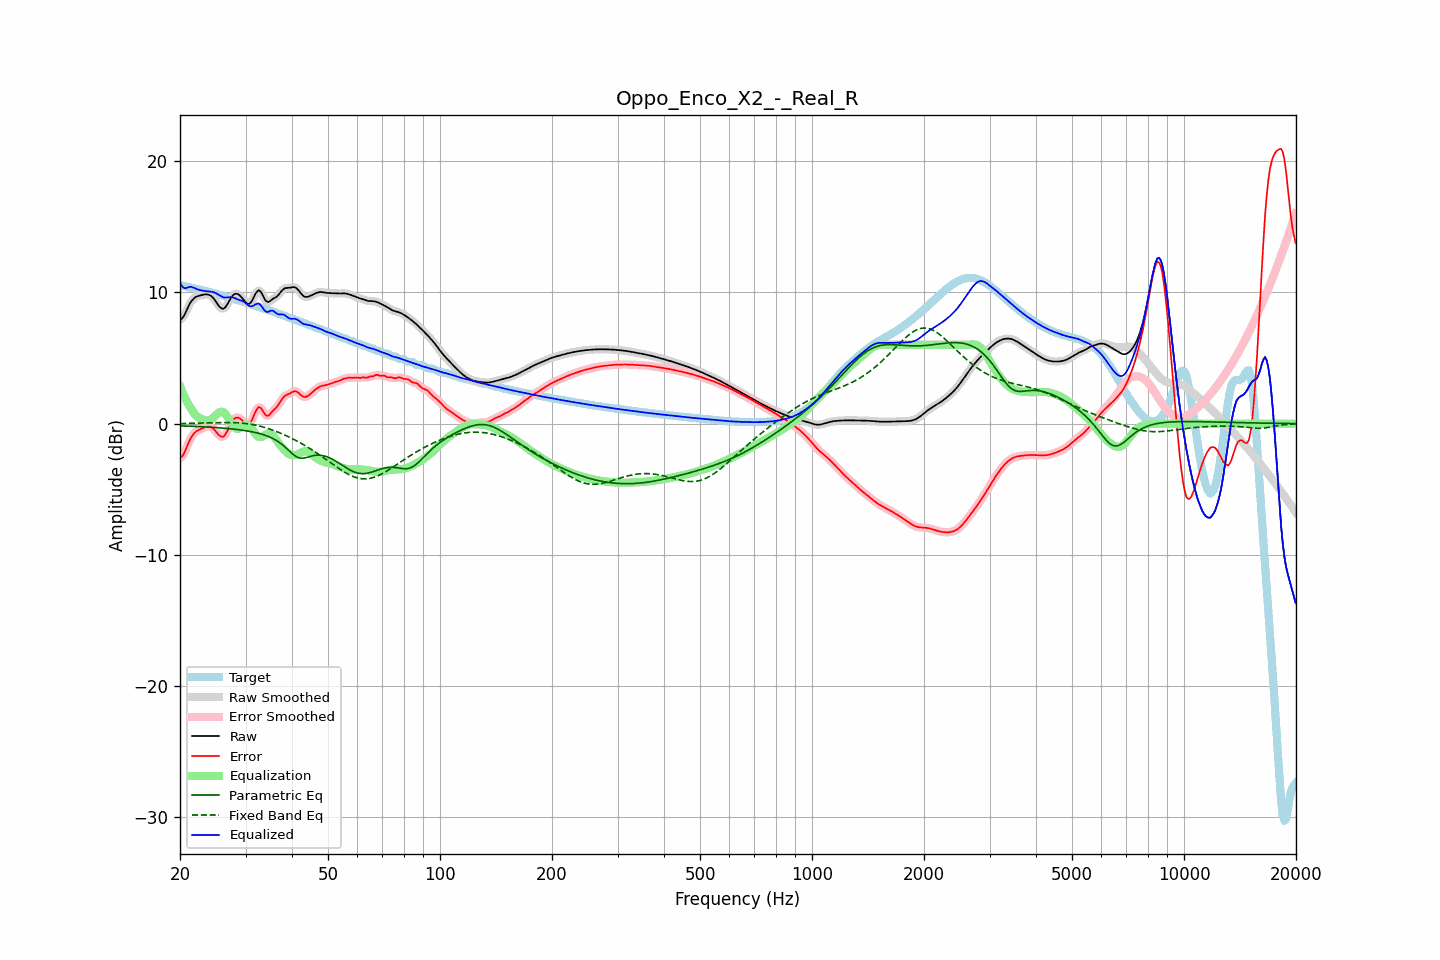 Oppo_Enco_X2_-_Real_R
20
10
0
−10
−20
−30
Amplitude (dBr)
20
50
100
200
500
1000
2000
5000
10000
20000
Frequency (Hz)
Target
Raw Smoothed
Error Smoothed
Raw
Error
Equalization
Parametric Eq
Fixed Band Eq
Equalized